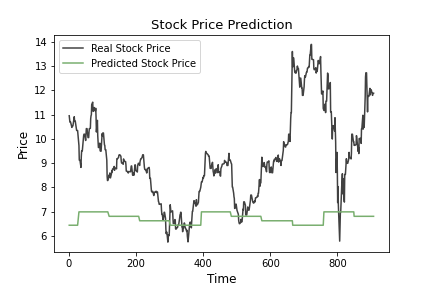 Stock Price Prediction
Real Stock Price
Predicted Stock Price
Price
14
13
12
11
10
9
8
7
6
0 200 400 600 800
Time